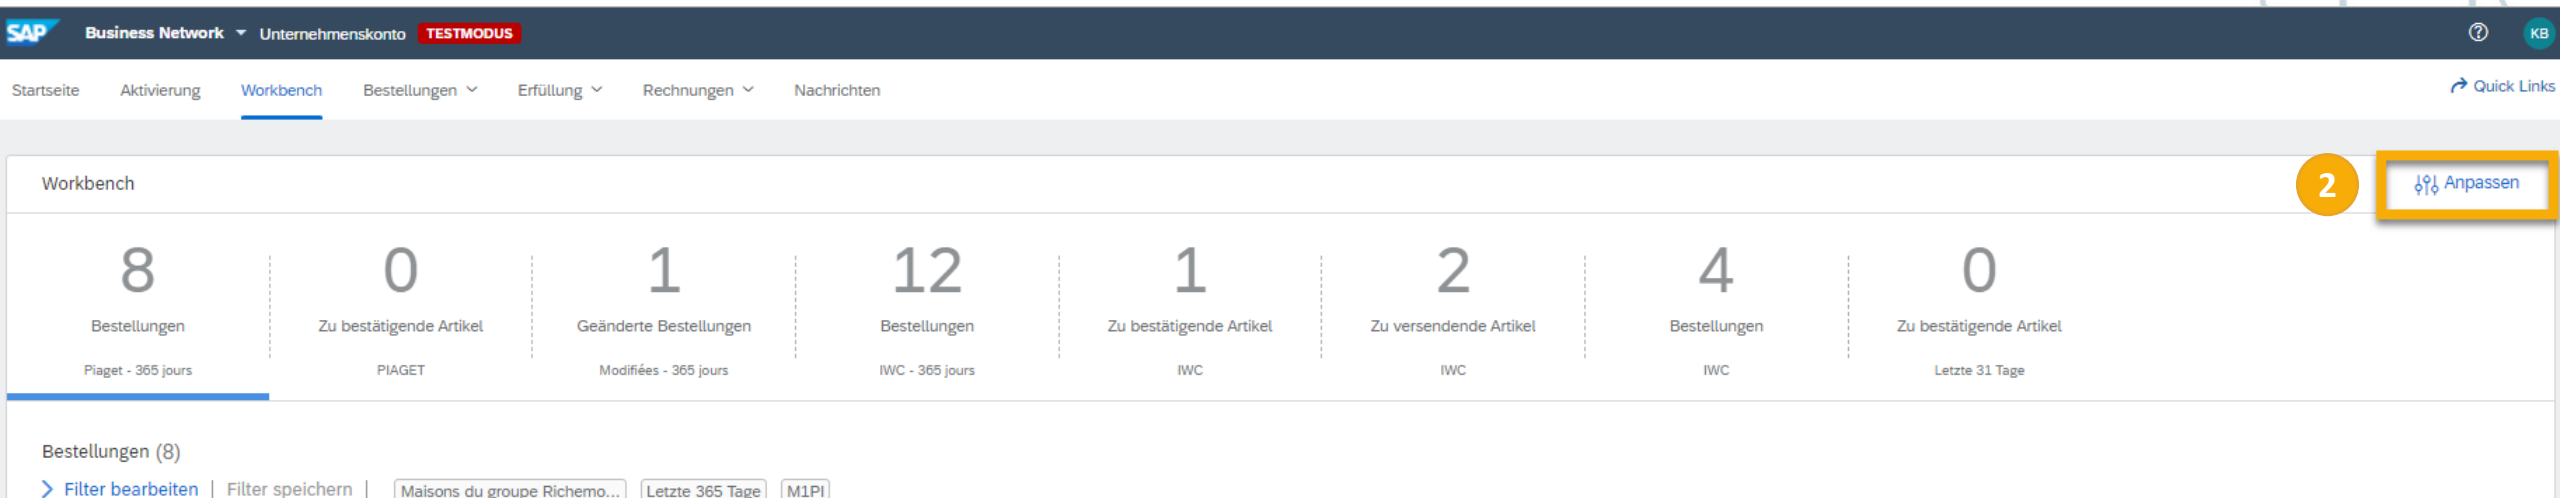 SAP Business Network Unternehmenskonto TESTMODUS KB
Startseite Aktivierung Workbench Bestellungen Erfüllung Rechnungen Nachrichten Quick Links
Workbench 2 Anpassen
8 0 1 12 1 2 4 0
Bestellungen Zu bestätigende Artikel Geänderte Bestellungen Bestellungen Zu bestätigende Artikel Zu versendende Artikel Bestellungen Zu bestätigende Artikel
Piaget - 365 jours PIAGET Modifiées - 365 jours IWC - 365 jours IWC IWC IWC Letzte 31 Tage
Bestellungen (8)
Filter bearbeiten | Filter speichern | Maisons du groupe Richemo... Letzte 365 Tage M1PI